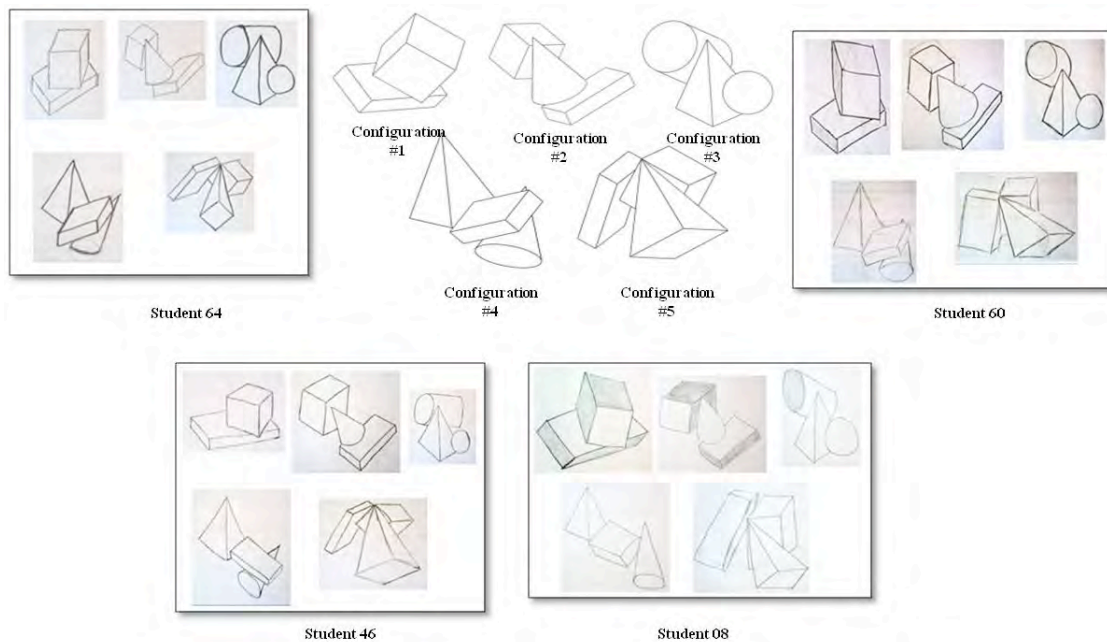 Configuration
#1
Configuration
#2
Configuration
#3
Configuration
#4
Configuration
#5
Student 64
Student 60
Student 46
Student 08